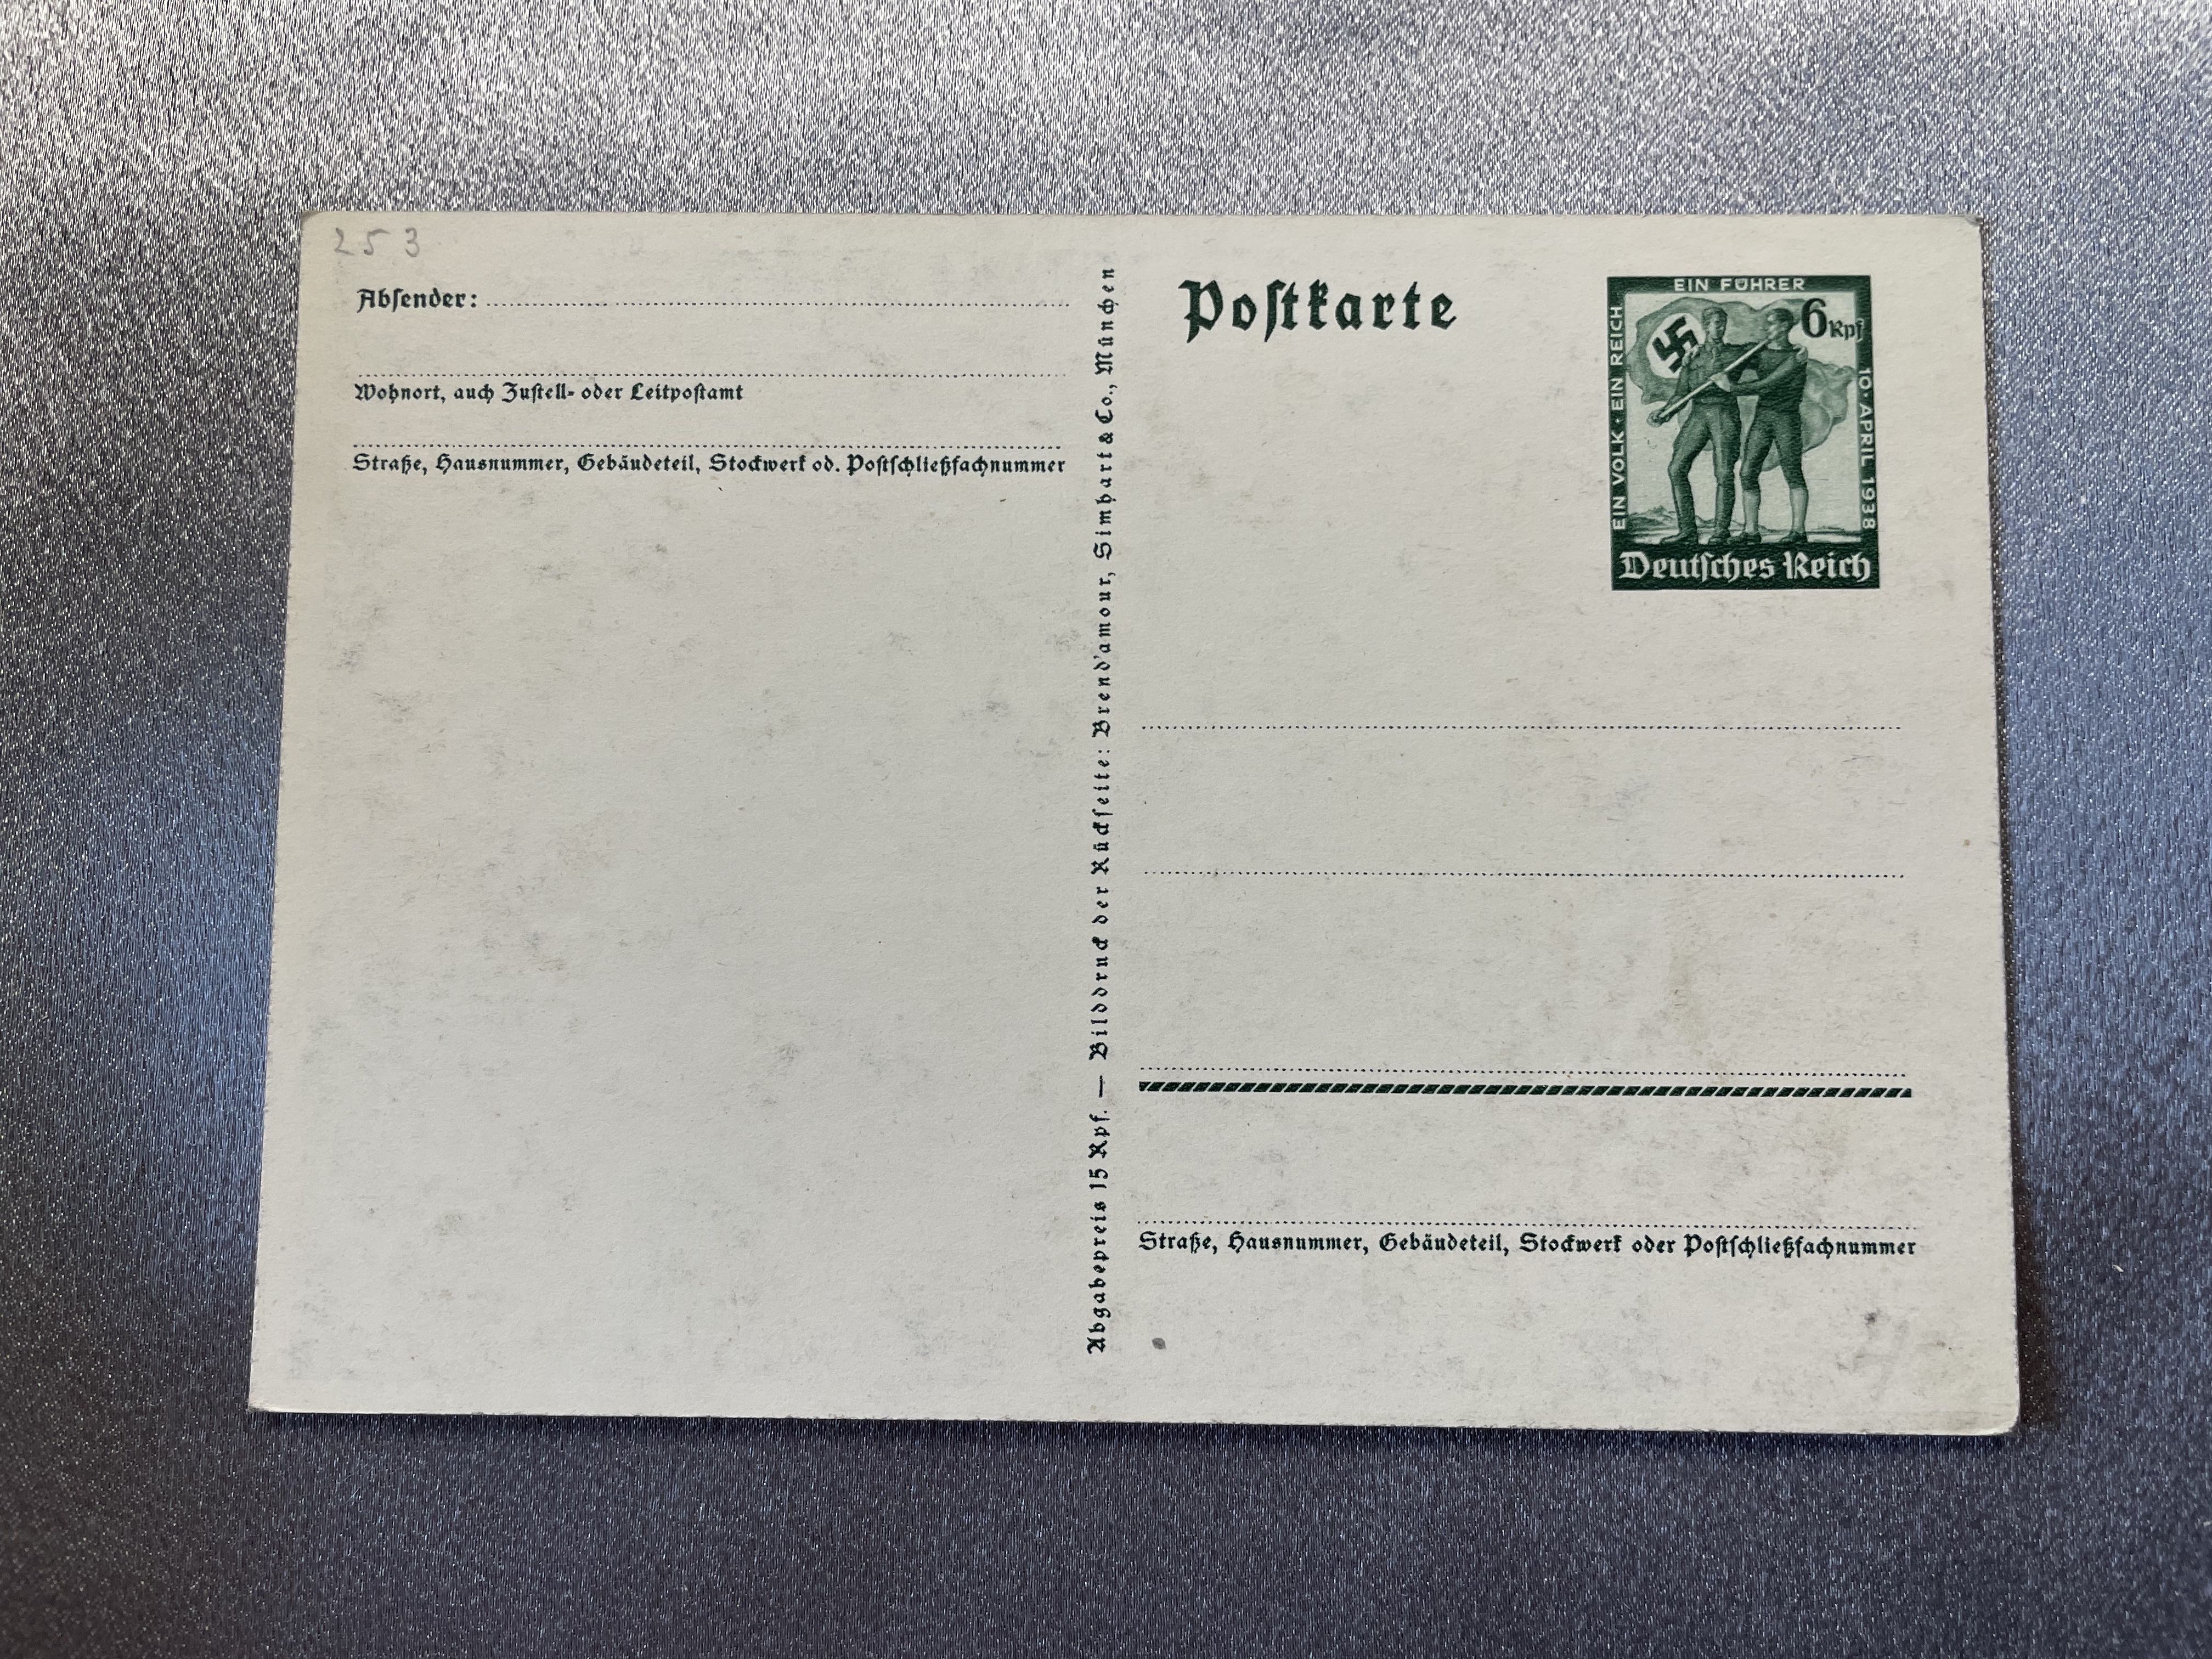 253
Absender:
Wohnort, auch Zustell- oder Leitpostamt
Straße, Hausnummer, Gebäudeteil, Stockwerk od. Postschließfachnummer
Abgabepreis 15 Rpf. — Bilddruck der Rückseite: Brend'amour, Simhart & Co., München
Postkarte
EIN VOLK · EIN REICH
EIN FÜHRER
6 Rpf
10. APRIL 1938
Deutsches Reich
Straße, Hausnummer, Gebäudeteil, Stockwerk oder Postschließfachnummer